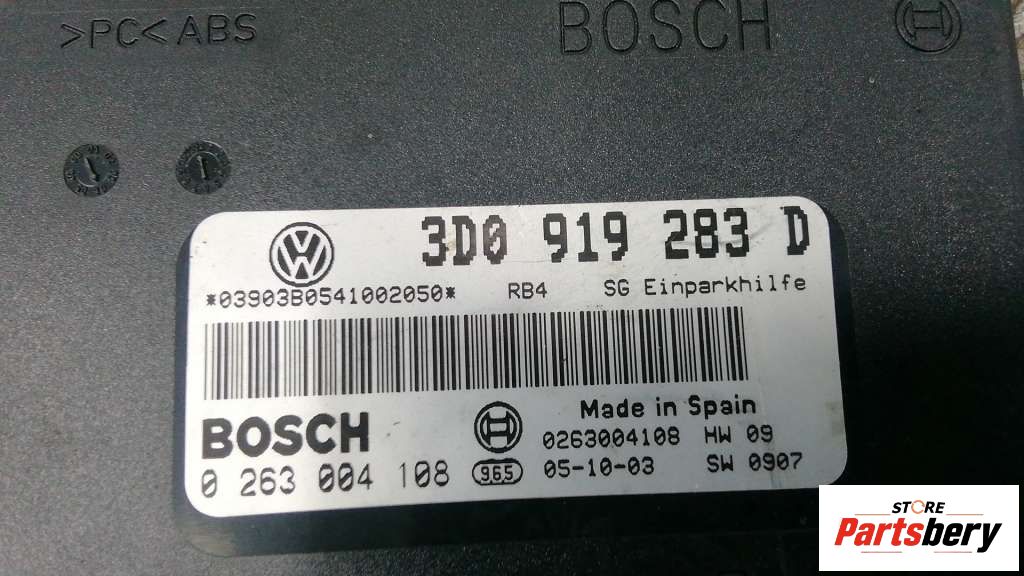 >PC< ABS
BOSCH
3D0 919 283 D
*03903B0541002050* RB4 SG Einparkhilfe
BOSCH
Made in Spain
0263004108 HW 09
0 263 004 108 965 05-10-03 SW 0907
STORE
Partsbery